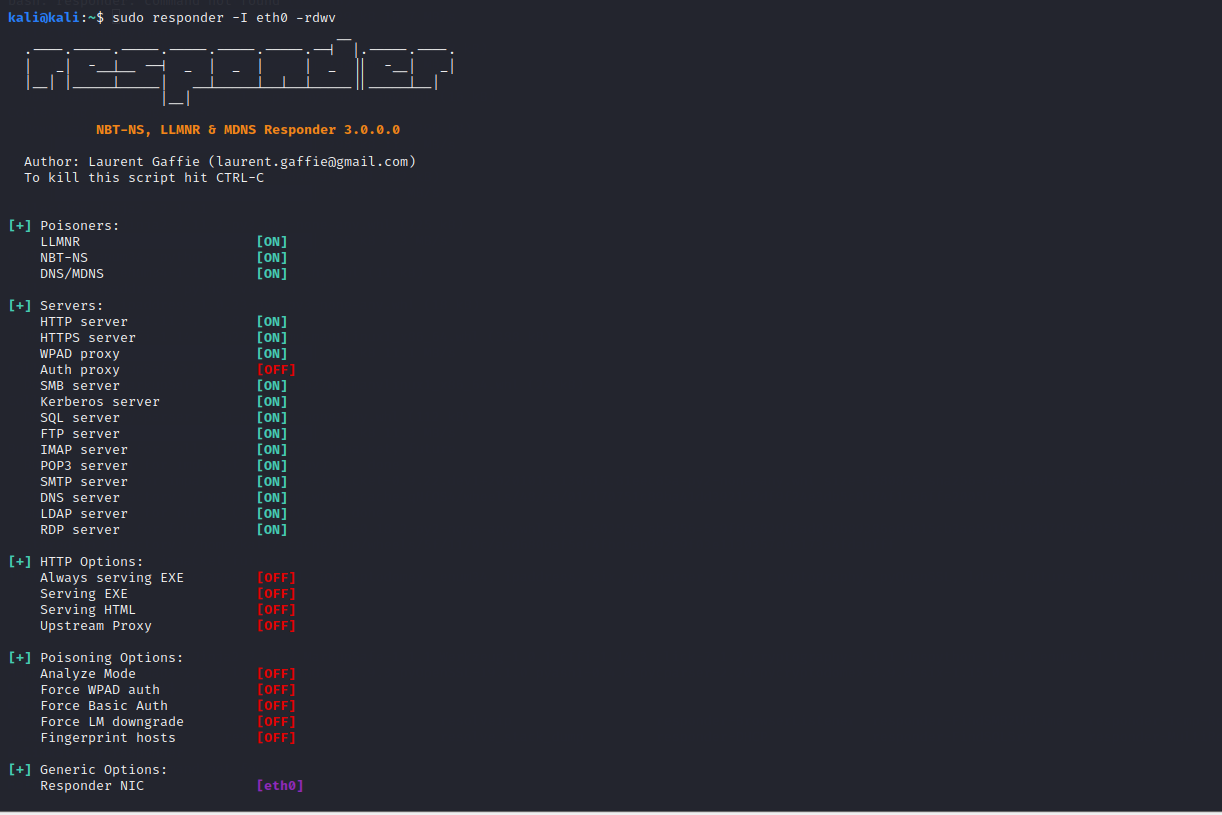 kali@kali:~$ sudo responder -I eth0 -rdwv
NBT-NS, LLMNR & MDNS Responder 3.0.0.0
Author: Laurent Gaffie (laurent.gaffie@gmail.com)
To kill this script hit CTRL-C
[+] Poisoners:
LLMNR [ON]
NBT-NS [ON]
DNS/MDNS [ON]
[+] Servers:
HTTP server [ON]
HTTPS server [ON]
WPAD proxy [ON]
Auth proxy [OFF]
SMB server [ON]
Kerberos server [ON]
SQL server [ON]
FTP server [ON]
IMAP server [ON]
POP3 server [ON]
SMTP server [ON]
DNS server [ON]
LDAP server [ON]
RDP server [ON]
[+] HTTP Options:
Always serving EXE [OFF]
Serving EXE [OFF]
Serving HTML [OFF]
Upstream Proxy [OFF]
[+] Poisoning Options:
Analyze Mode [OFF]
Force WPAD auth [OFF]
Force Basic Auth [OFF]
Force LM downgrade [OFF]
Fingerprint hosts [OFF]
[+] Generic Options:
Responder NIC [eth0]